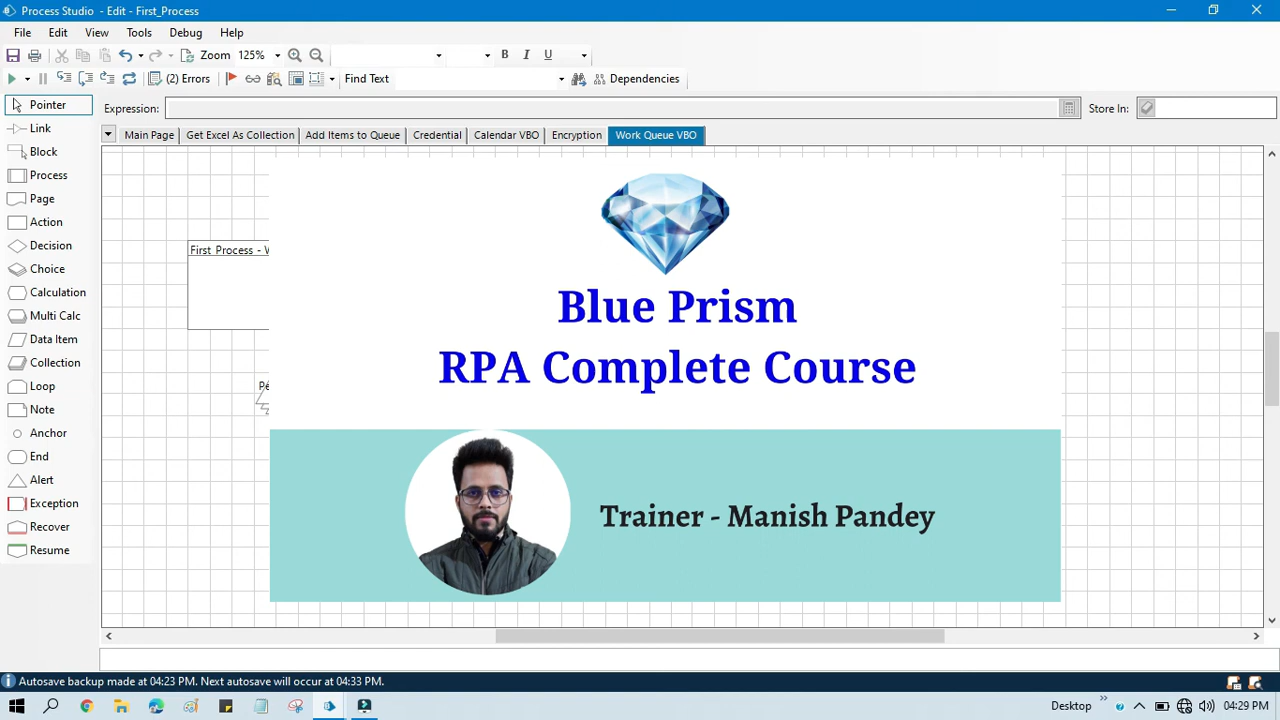 Process Studio - Edit - First_Process
File Edit View Tools Debug Help
Zoom 125% B I U
(2) Errors Find Text Dependencies
Expression: Store In:
Pointer
Link
Block
Process
Page
Action
Decision
Choice
Calculation
Multi Calc
Data Item
Collection
Loop
Note
Anchor
End
Alert
Exception
Recover
Resume
Main Page Get Excel As Collection Add Items to Queue Credential Calendar VBO Encryption Work Queue VBO
First Process - W
Blue Prism
RPA Complete Course
Trainer - Manish Pandey
Autosave backup made at 04:23 PM. Next autosave will occur at 04:33 PM.
Desktop 04:29 PM